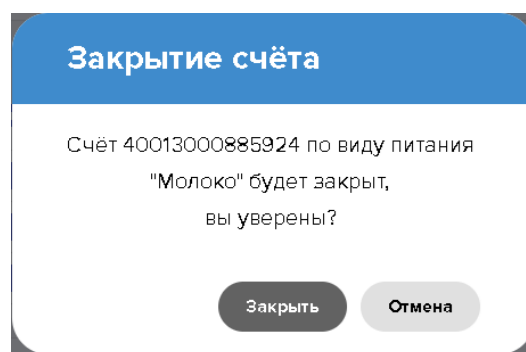 Закрытие счёта
Счёт 40013000885924 по виду питания
"Молоко" будет закрыт,
вы уверены?
Закрыть Отмена